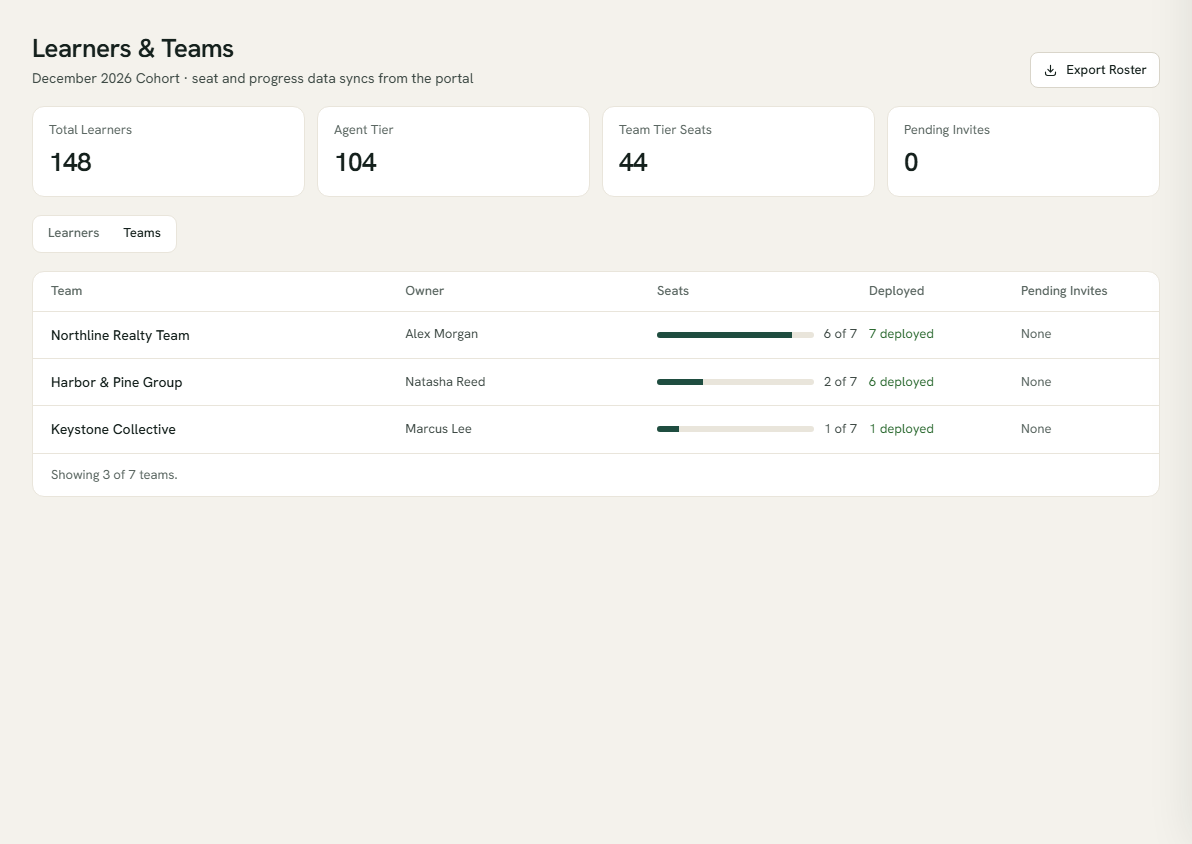 Learners & Teams
December 2026 Cohort · seat and progress data syncs from the portal
Export Roster
Total Learners
148
Agent Tier
104
Team Tier Seats
44
Pending Invites
0
Learners Teams
Team Owner Seats Deployed Pending Invites
Northline Realty Team Alex Morgan 6 of 7 7 deployed None
Harbor & Pine Group Natasha Reed 2 of 7 6 deployed None
Keystone Collective Marcus Lee 1 of 7 1 deployed None
Showing 3 of 7 teams.